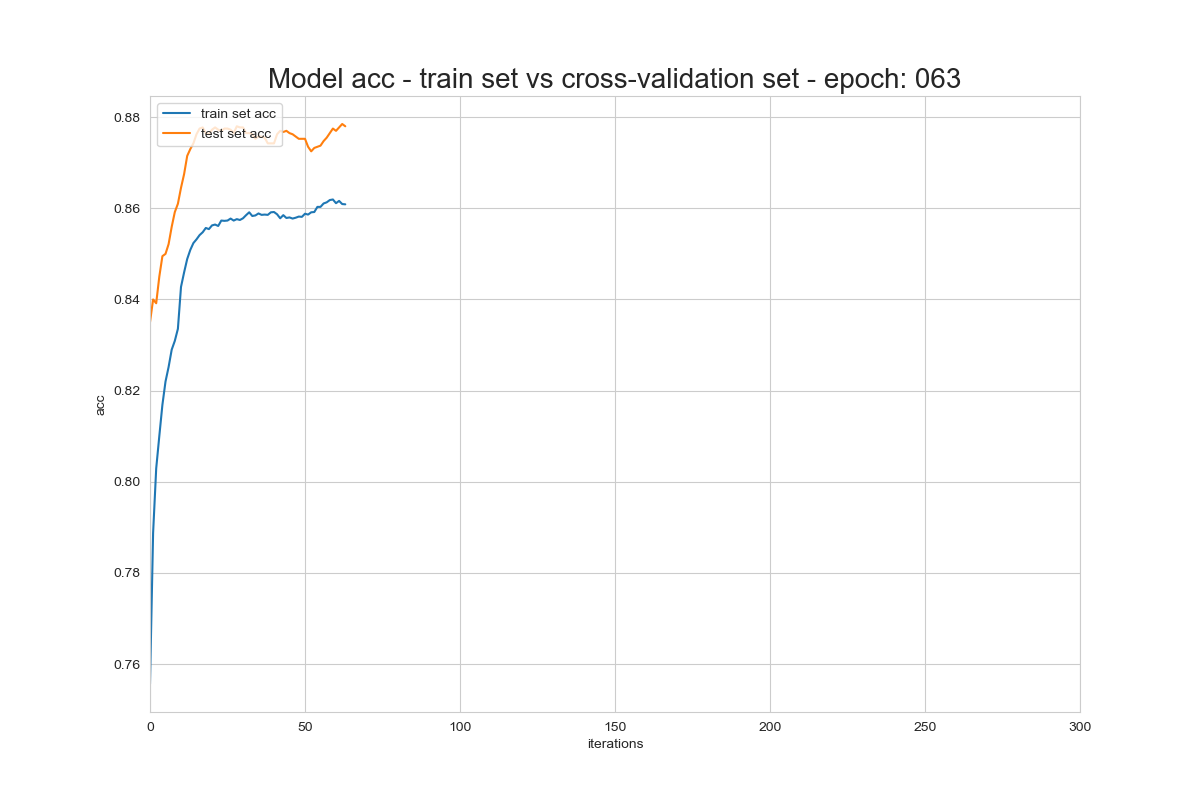 Model acc - train set vs cross-validation set - epoch: 063
train set acc
test set acc
0.88
0.86
0.84
0.82
0.80
0.78
0.76
acc
0 50 100 150 200 250 300
iterations